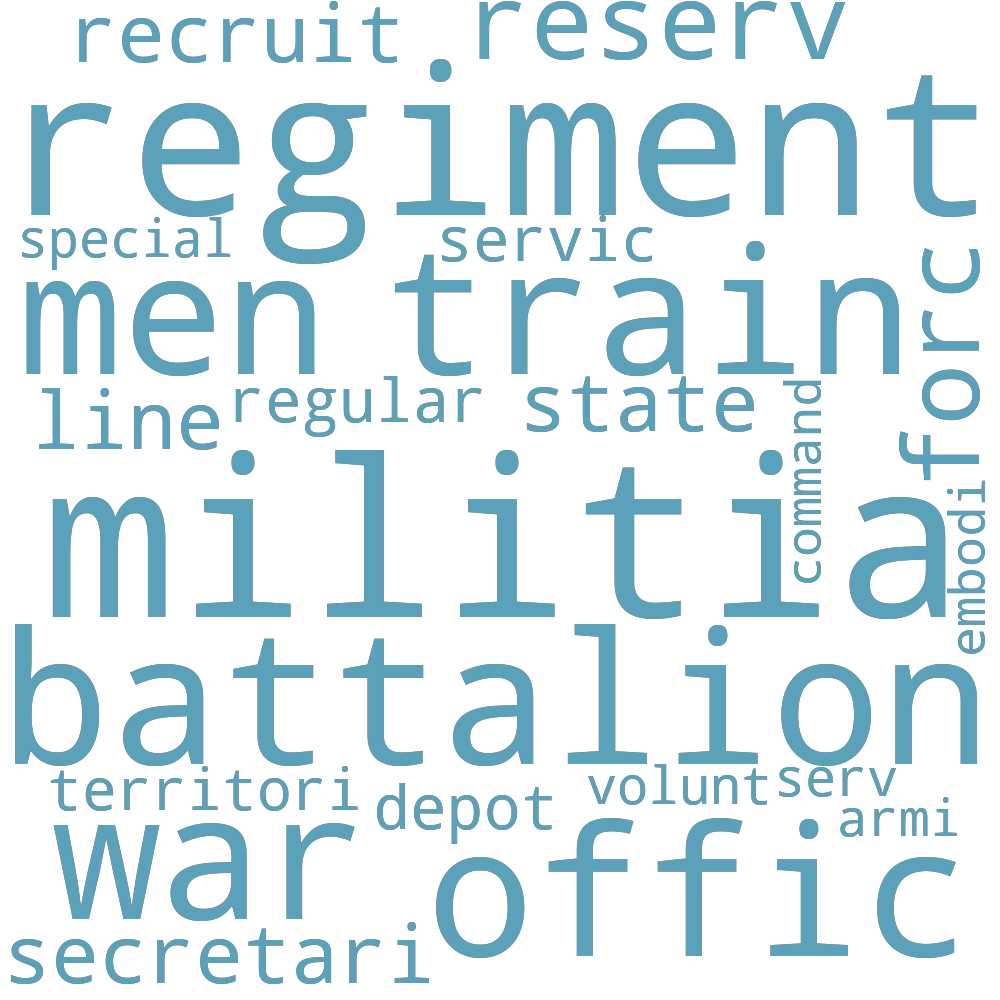 recruit reserv
regiment
special servic
men train
forc
line regular state
command
militia
embodi
battalion
territori depot volunt serv
armi
war offic
secretari